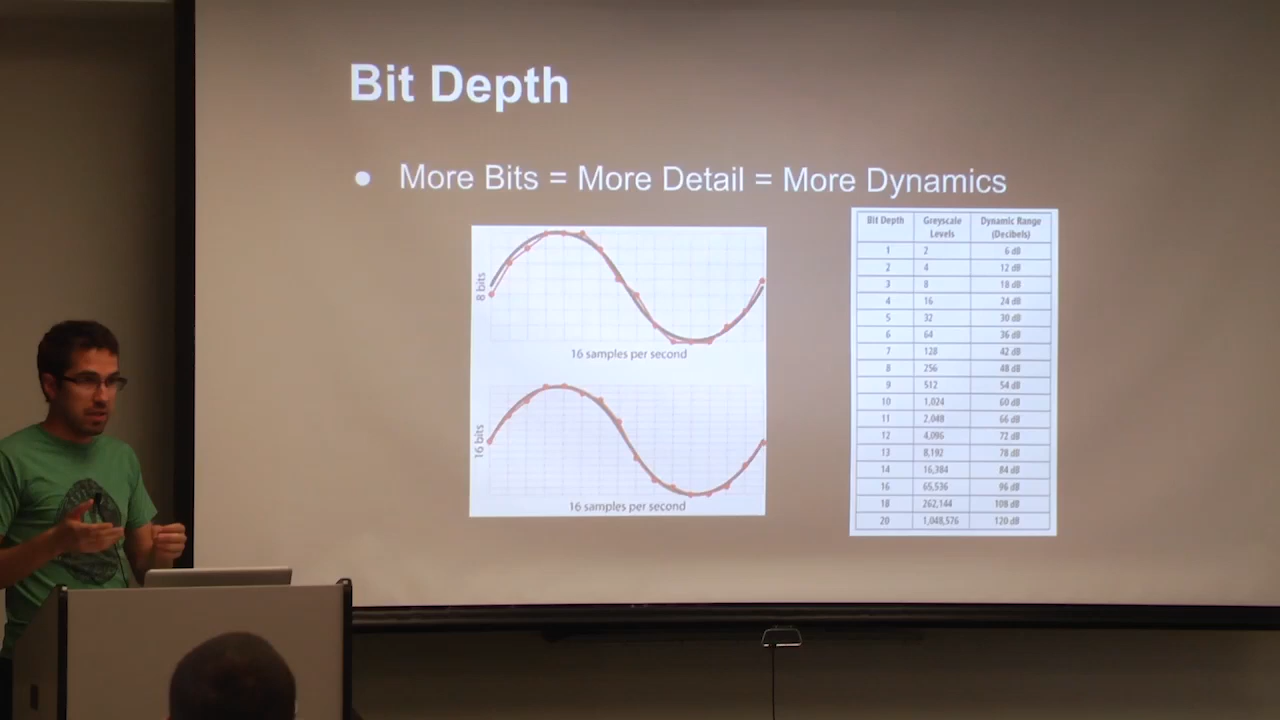 Bit Depth
● More Bits = More Detail = More Dynamics
8 bits
16 samples per second
16 bits
16 samples per second
Bit Depth Greyscale Levels Dynamic Range (Decibels)
1 2 6 dB
2 4 12 dB
3 8 18 dB
4 16 24 dB
5 32 30 dB
6 64 36 dB
7 128 42 dB
8 256 48 dB
9 512 54 dB
10 1,024 60 dB
11 2,048 66 dB
12 4,096 72 dB
13 8,192 78 dB
14 16,384 84 dB
16 65,536 96 dB
18 262,144 108 dB
20 1,048,576 120 dB